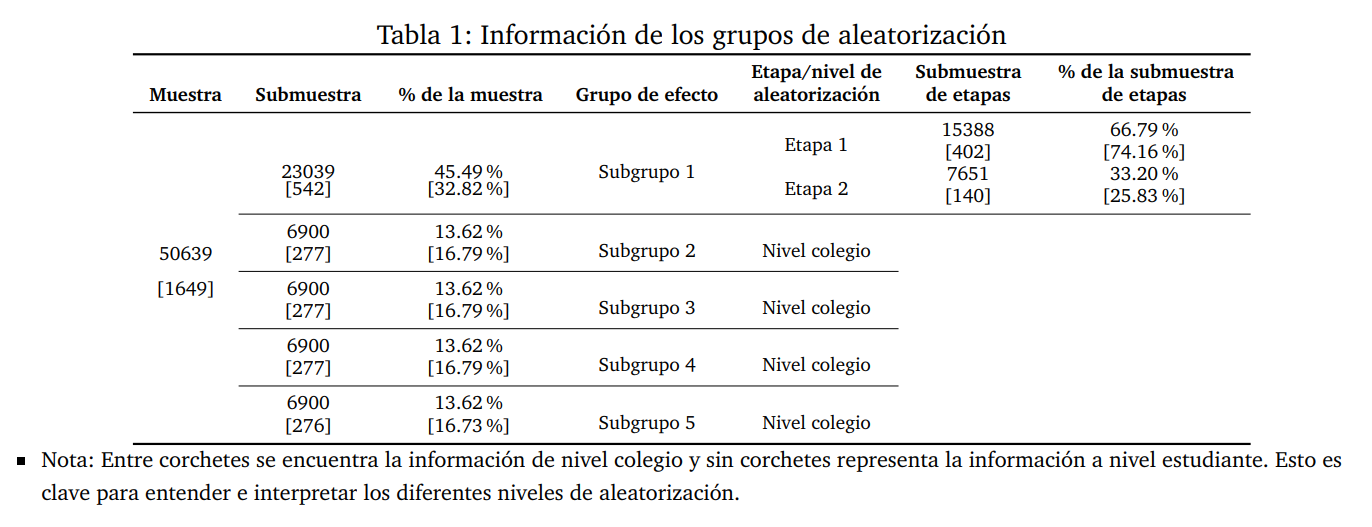 Tabla 1: Información de los grupos de aleatorización
Muestra Submuestra % de la muestra Grupo de efecto Etapa/nivel de aleatorización Submuestra de etapas % de la submuestra de etapas
50639
[1649]
23039 45.49 % Subgrupo 1
[542] [32.82 %]
Etapa 1 15388 66.79 %
[402] [74.16 %]
Etapa 2 7651 33.20 %
[140] [25.83 %]
6900 13.62 %
[277] [16.79 %] Subgrupo 2 Nivel colegio
6900 13.62 %
[277] [16.79 %] Subgrupo 3 Nivel colegio
6900 13.62 %
[277] [16.79 %] Subgrupo 4 Nivel colegio
6900 13.62 %
[276] [16.73 %] Subgrupo 5 Nivel colegio
▪ Nota: Entre corchetes se encuentra la información de nivel colegio y sin corchetes representa la información a nivel estudiante. Esto es
clave para entender e interpretar los diferentes niveles de aleatorización.